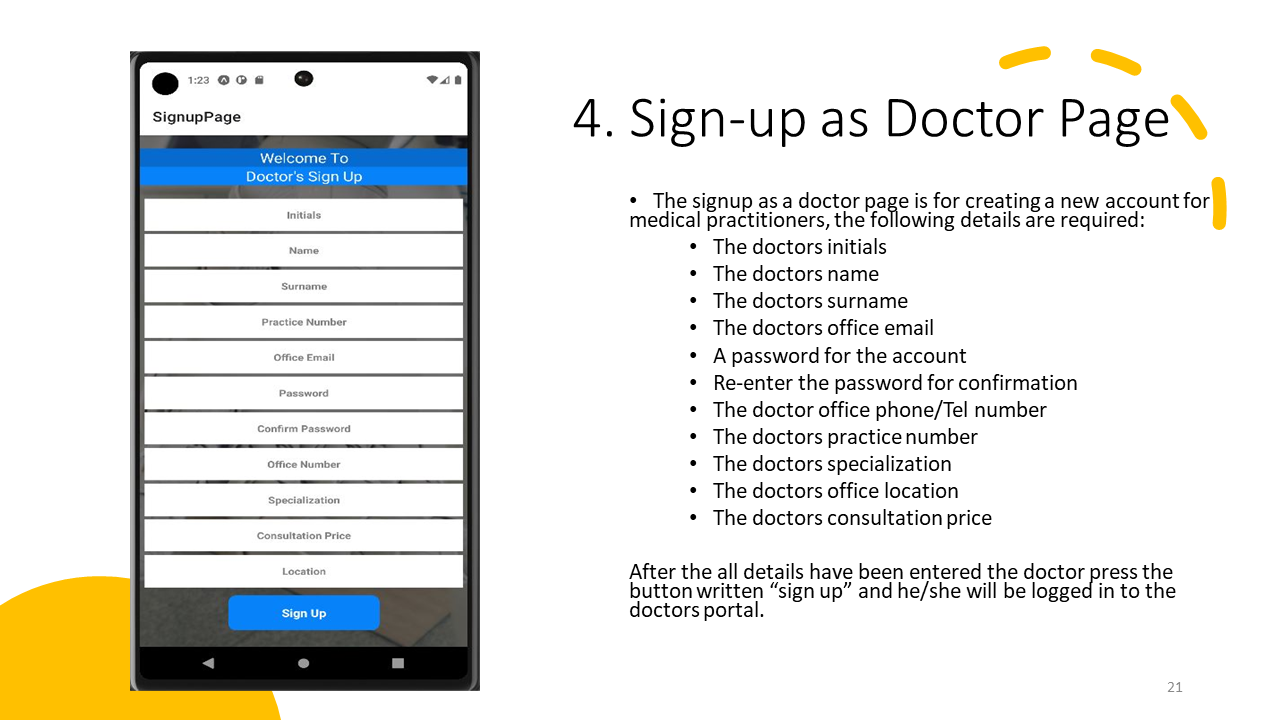 1:23
SignupPage
Welcome To
Doctor's Sign Up
Initials
Name
Surname
Practice Number
Office Email
Password
Confirm Password
Office Number
Specialization
Consultation Price
Location
Sign Up
4. Sign-up as Doctor Page
• The signup as a doctor page is for creating a new account for
medical practitioners, the following details are required:
• The doctors initials
• The doctors name
• The doctors surname
• The doctors office email
• A password for the account
• Re-enter the password for confirmation
• The doctor office phone/Tel number
• The doctors practice number
• The doctors specialization
• The doctors office location
• The doctors consultation price
After the all details have been entered the doctor press the
button written “sign up” and he/she will be logged in to the
doctors portal.
21